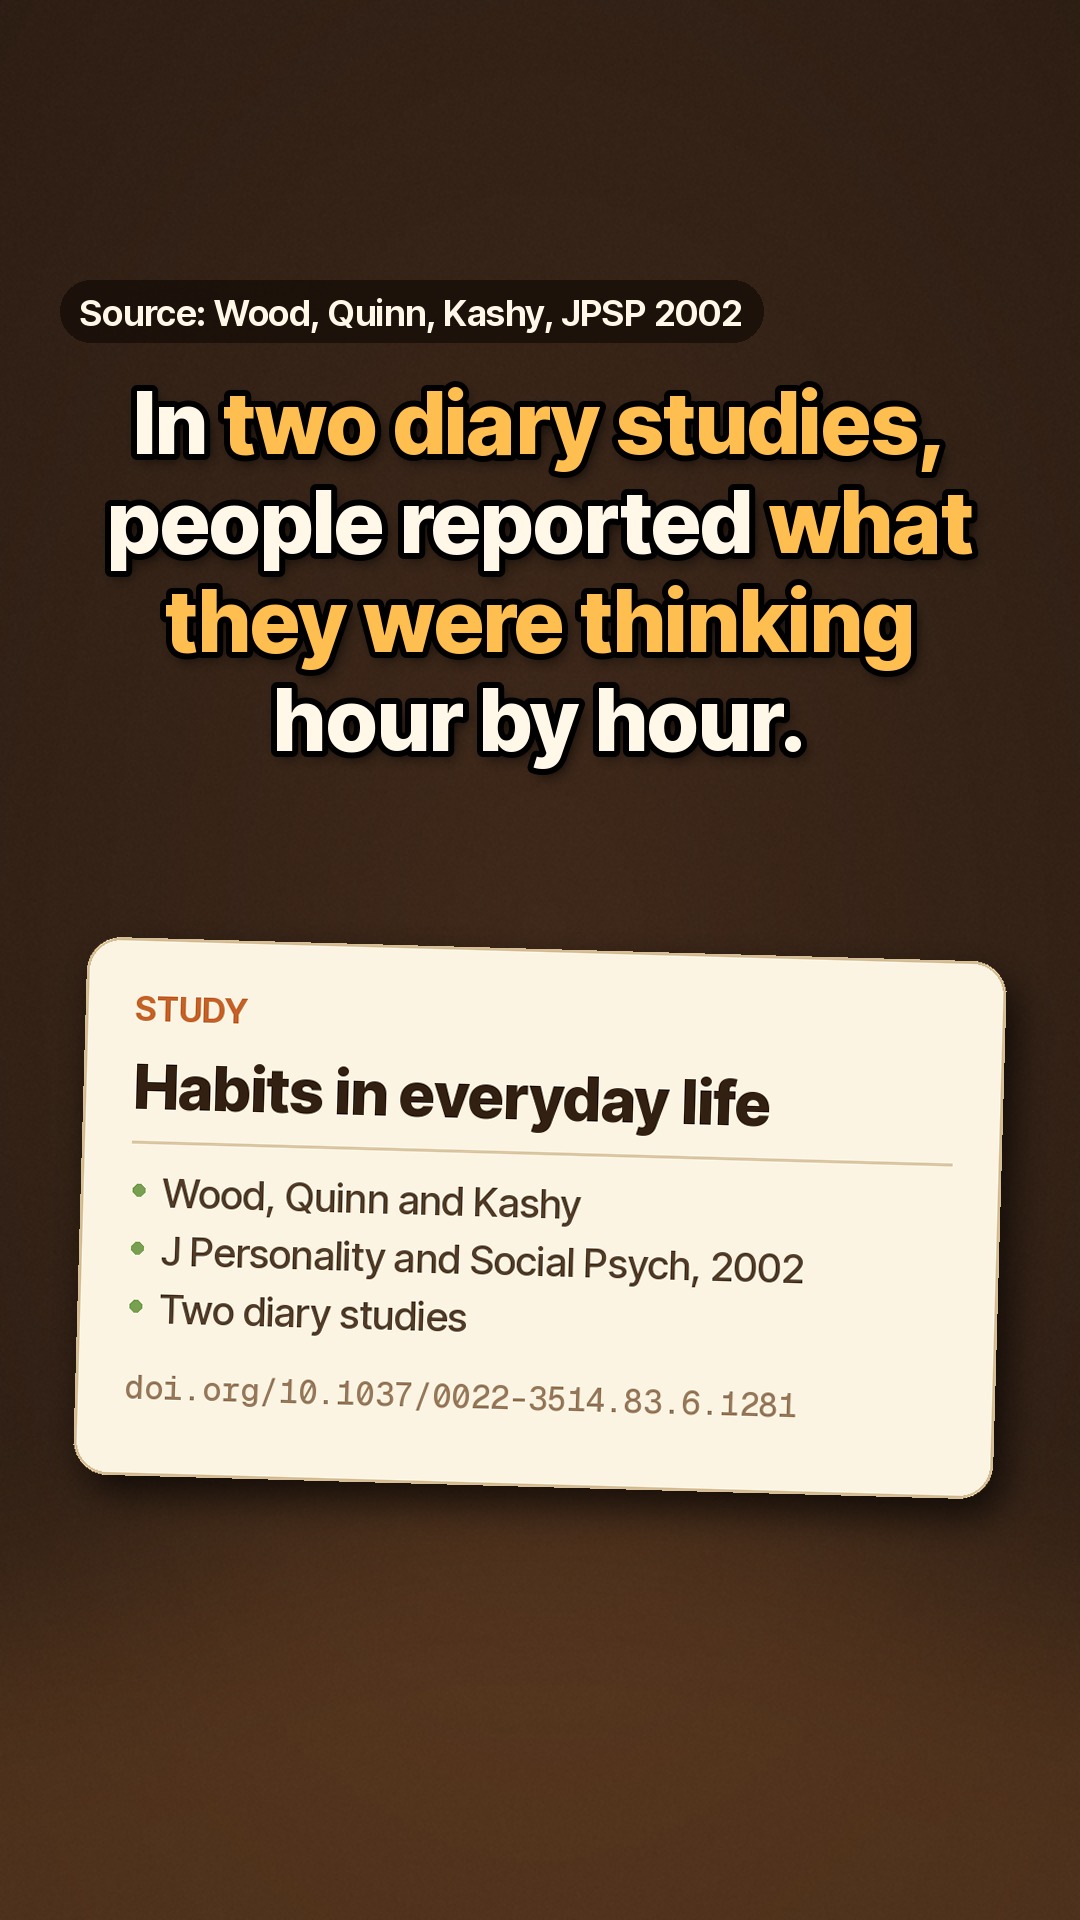 Source: Wood, Quinn, Kashy, JPSP 2002
In two diary studies,
people reported what
they were thinking
hour by hour.
STUDY
Habits in everyday life
Wood, Quinn and Kashy
J Personality and Social Psych, 2002
Two diary studies
doi.org/10.1037/0022-3514.83.6.1281